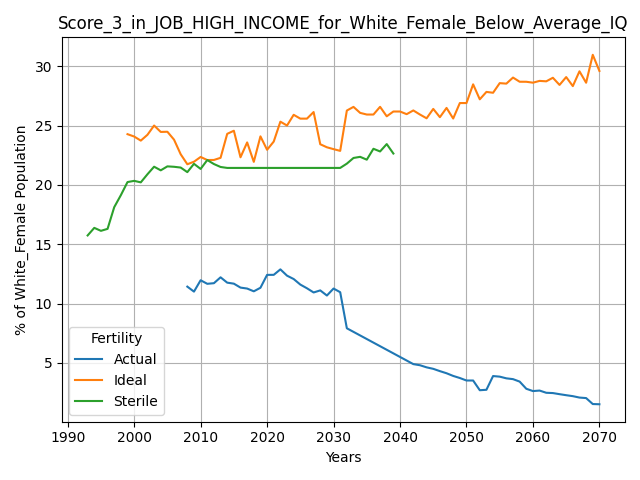 Score_3_in_JOB_HIGH_INCOME_for_White_Female_Below_Average_IQ
% of White_Female Population
30
25
20
15
10
5
Fertility
Actual
Ideal
Sterile
1990 2000 2010 2020 2030 2040 2050 2060 2070
Years